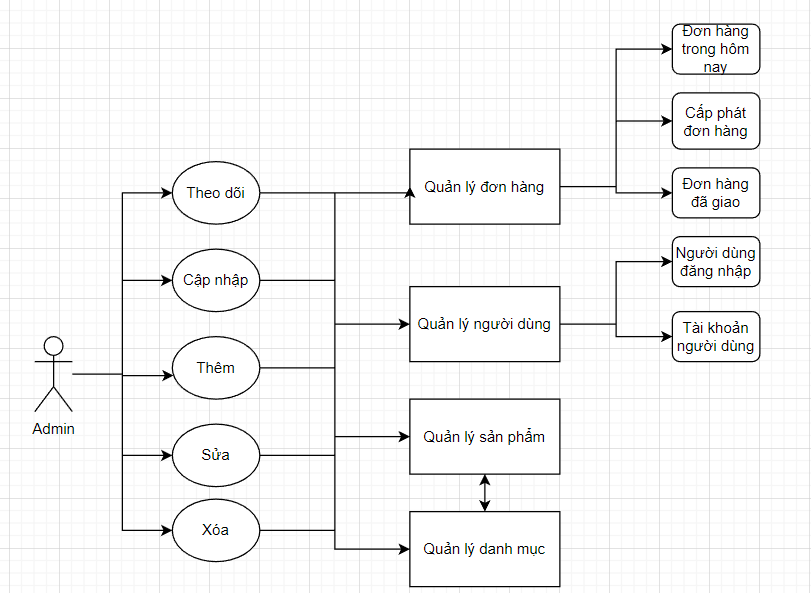 Đơn hàng
trong hôm
nay
Cấp phát
đơn hàng
Theo dõi
Quản lý đơn hàng
Đơn hàng
đã giao
Người dùng
đăng nhập
Cập nhập
Quản lý người dùng
Tài khoản
người dùng
Thêm
Admin
Sửa
Quản lý sản phẩm
Xóa
Quản lý danh mục